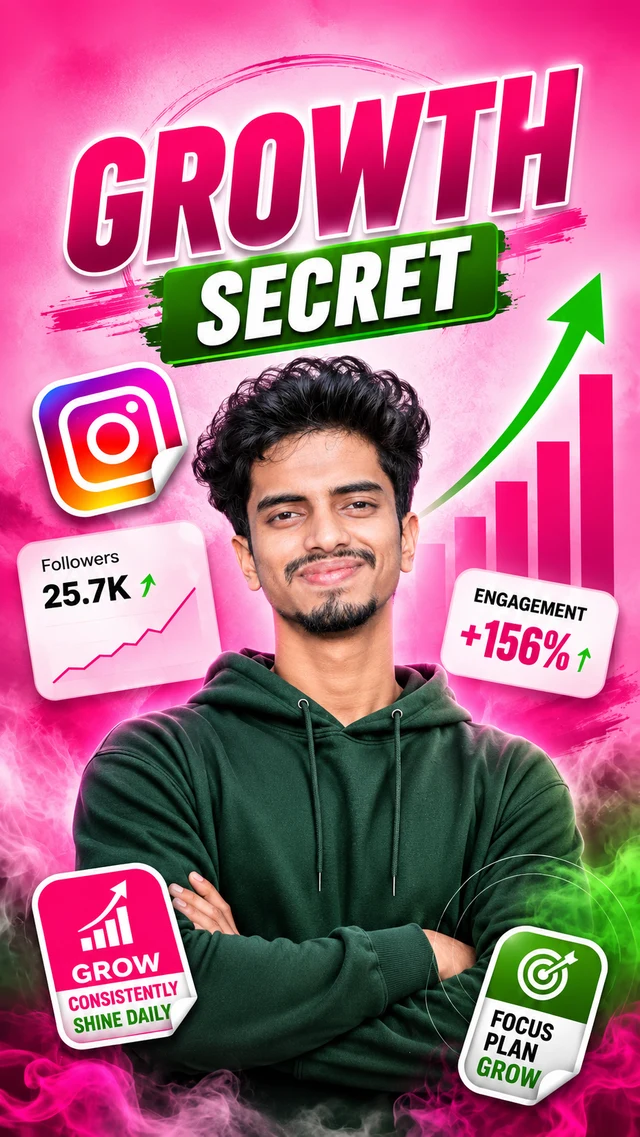 GROWTH
SECRET
Followers
25.7K
ENGAGEMENT
+156%
GROW
CONSISTENTLY
SHINE DAILY
FOCUS
PLAN
GROW